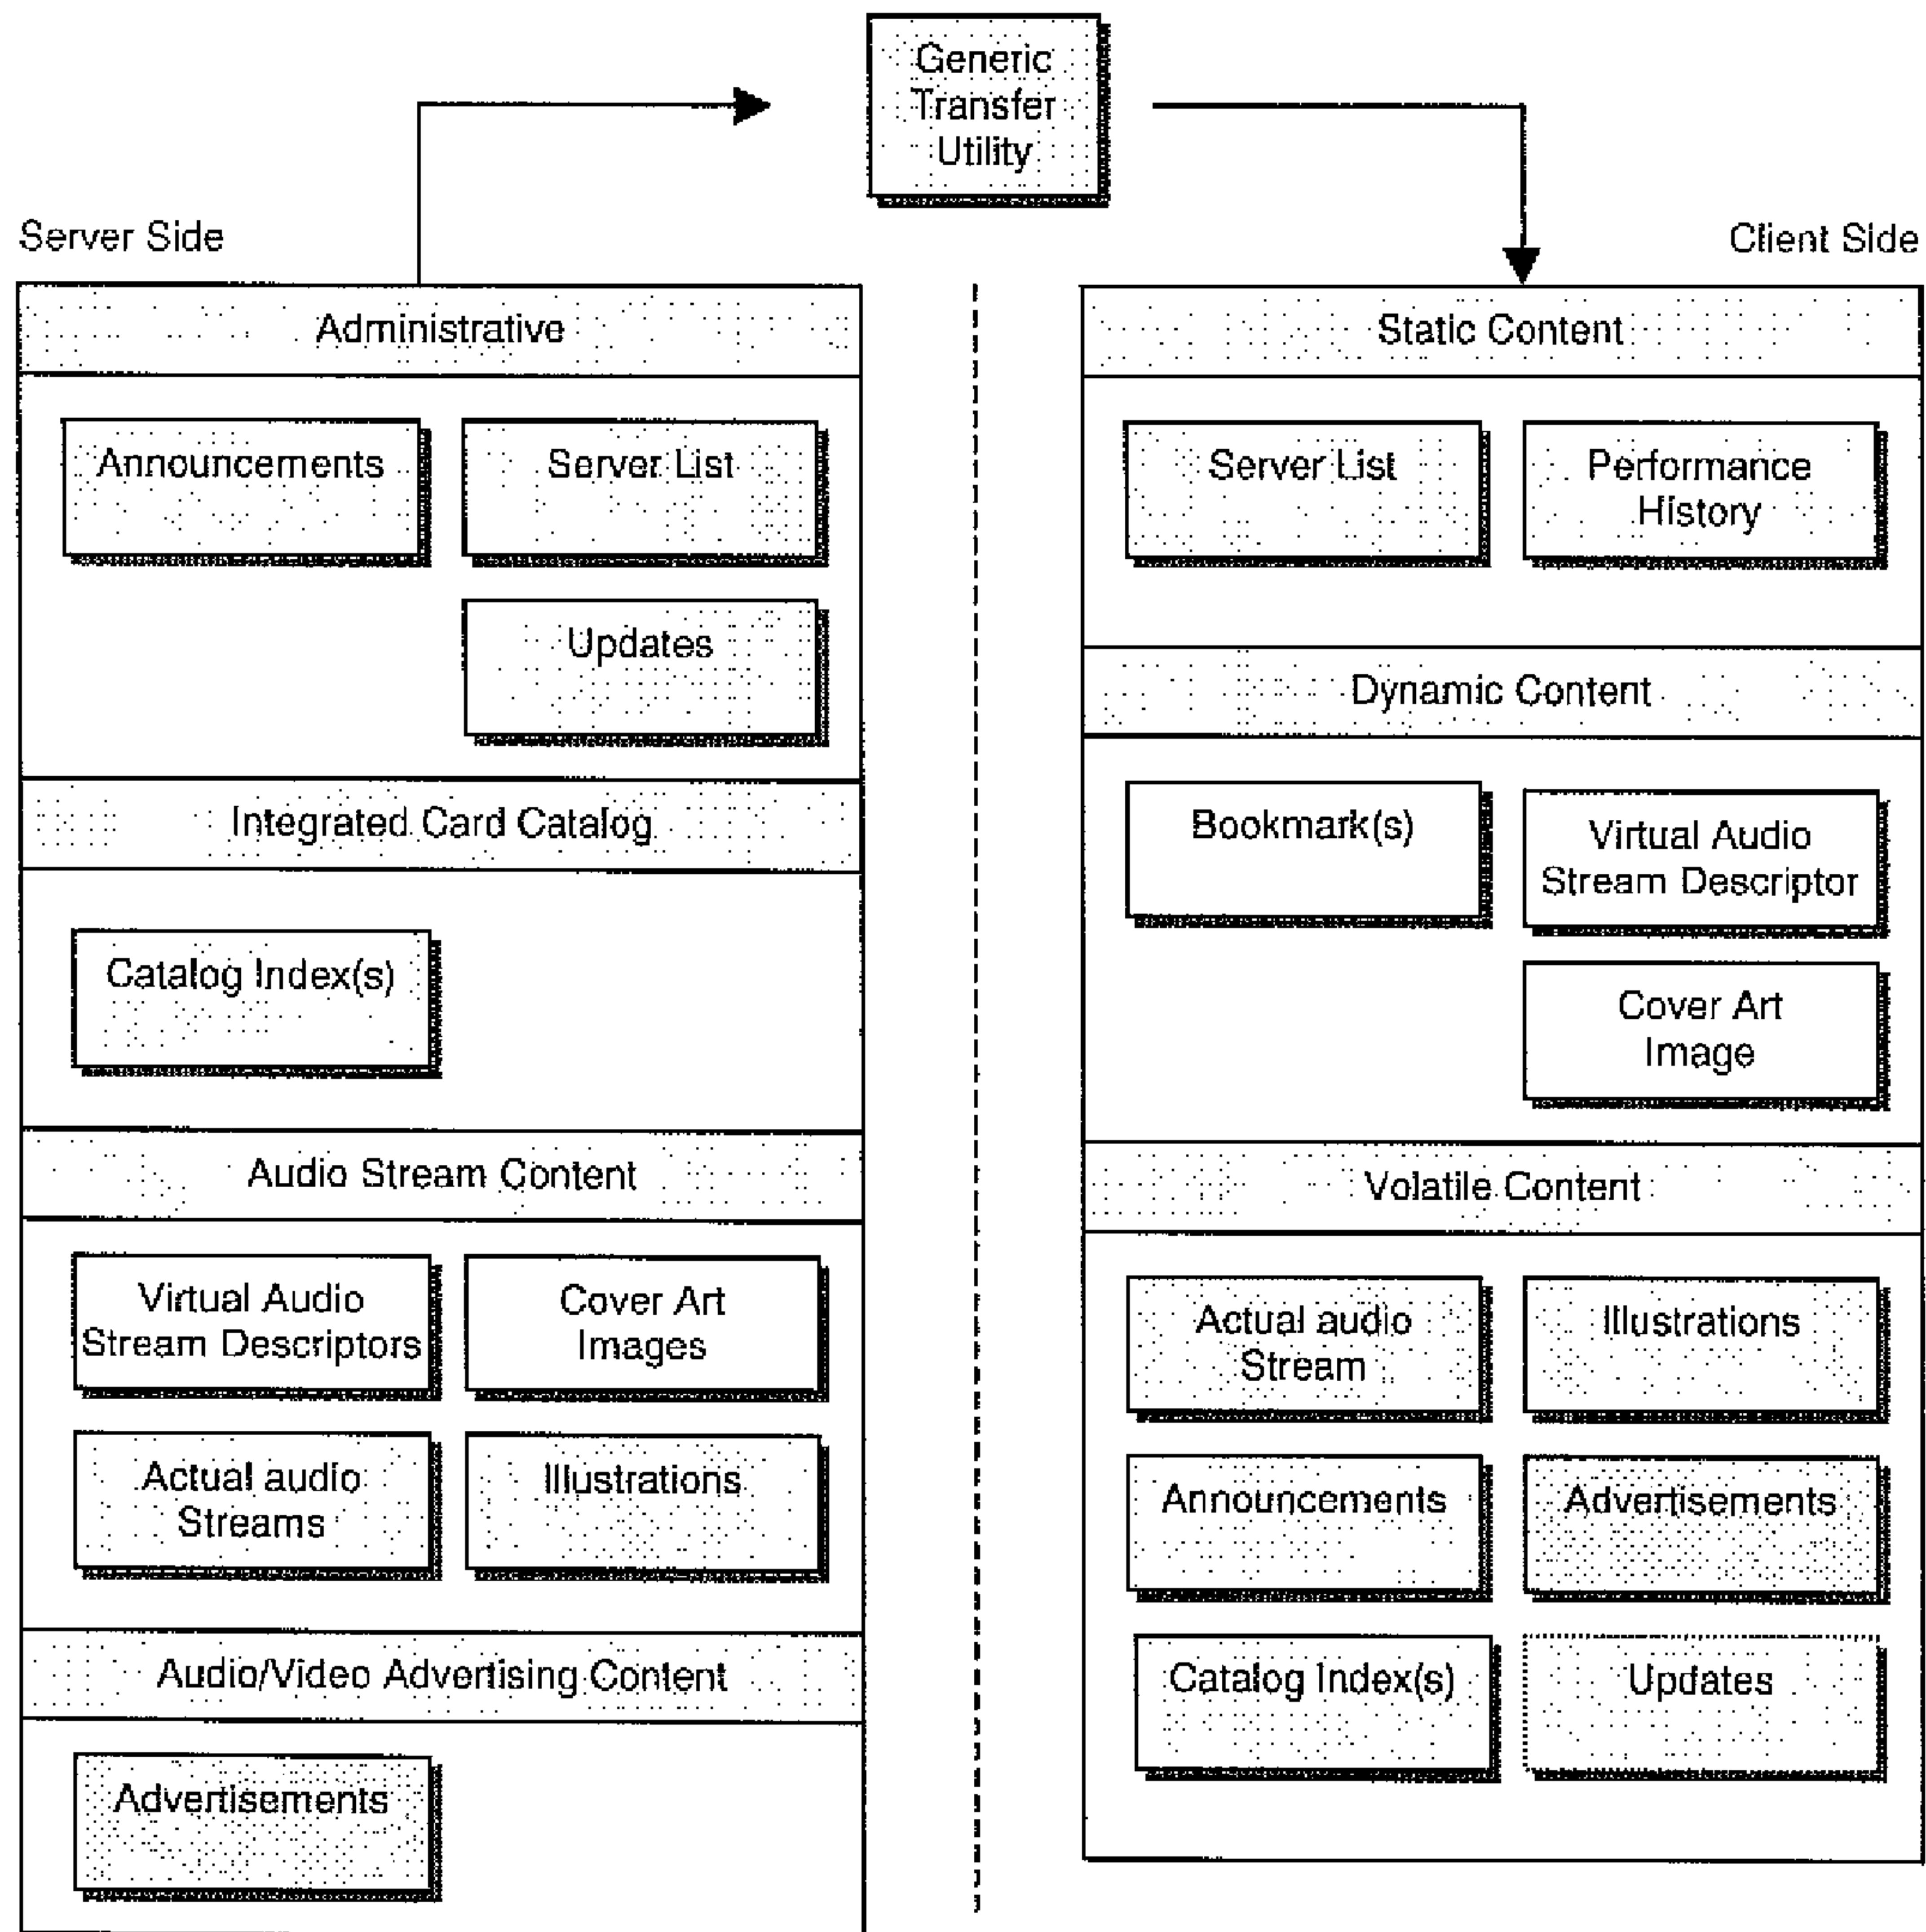 Generic
Transfer
Utility
Server Side
Client Side
Administrative
Announcements
Server List
Updates
Integrated Card Catalog
Catalog Index(s)
Audio Stream Content
Virtual Audio
Stream Descriptors
Cover Art
Images
Actual audio
Streams
Illustrations
Audio/Video Advertising Content
Advertisements
Static Content
Server List
Performance
History
Dynamic Content
Bookmark(s)
Virtual Audio
Stream Descriptor
Cover Art
Image
Volatile Content
Actual audio
Stream
Illustrations
Announcements
Advertisements
Catalog Index(s)
Updates